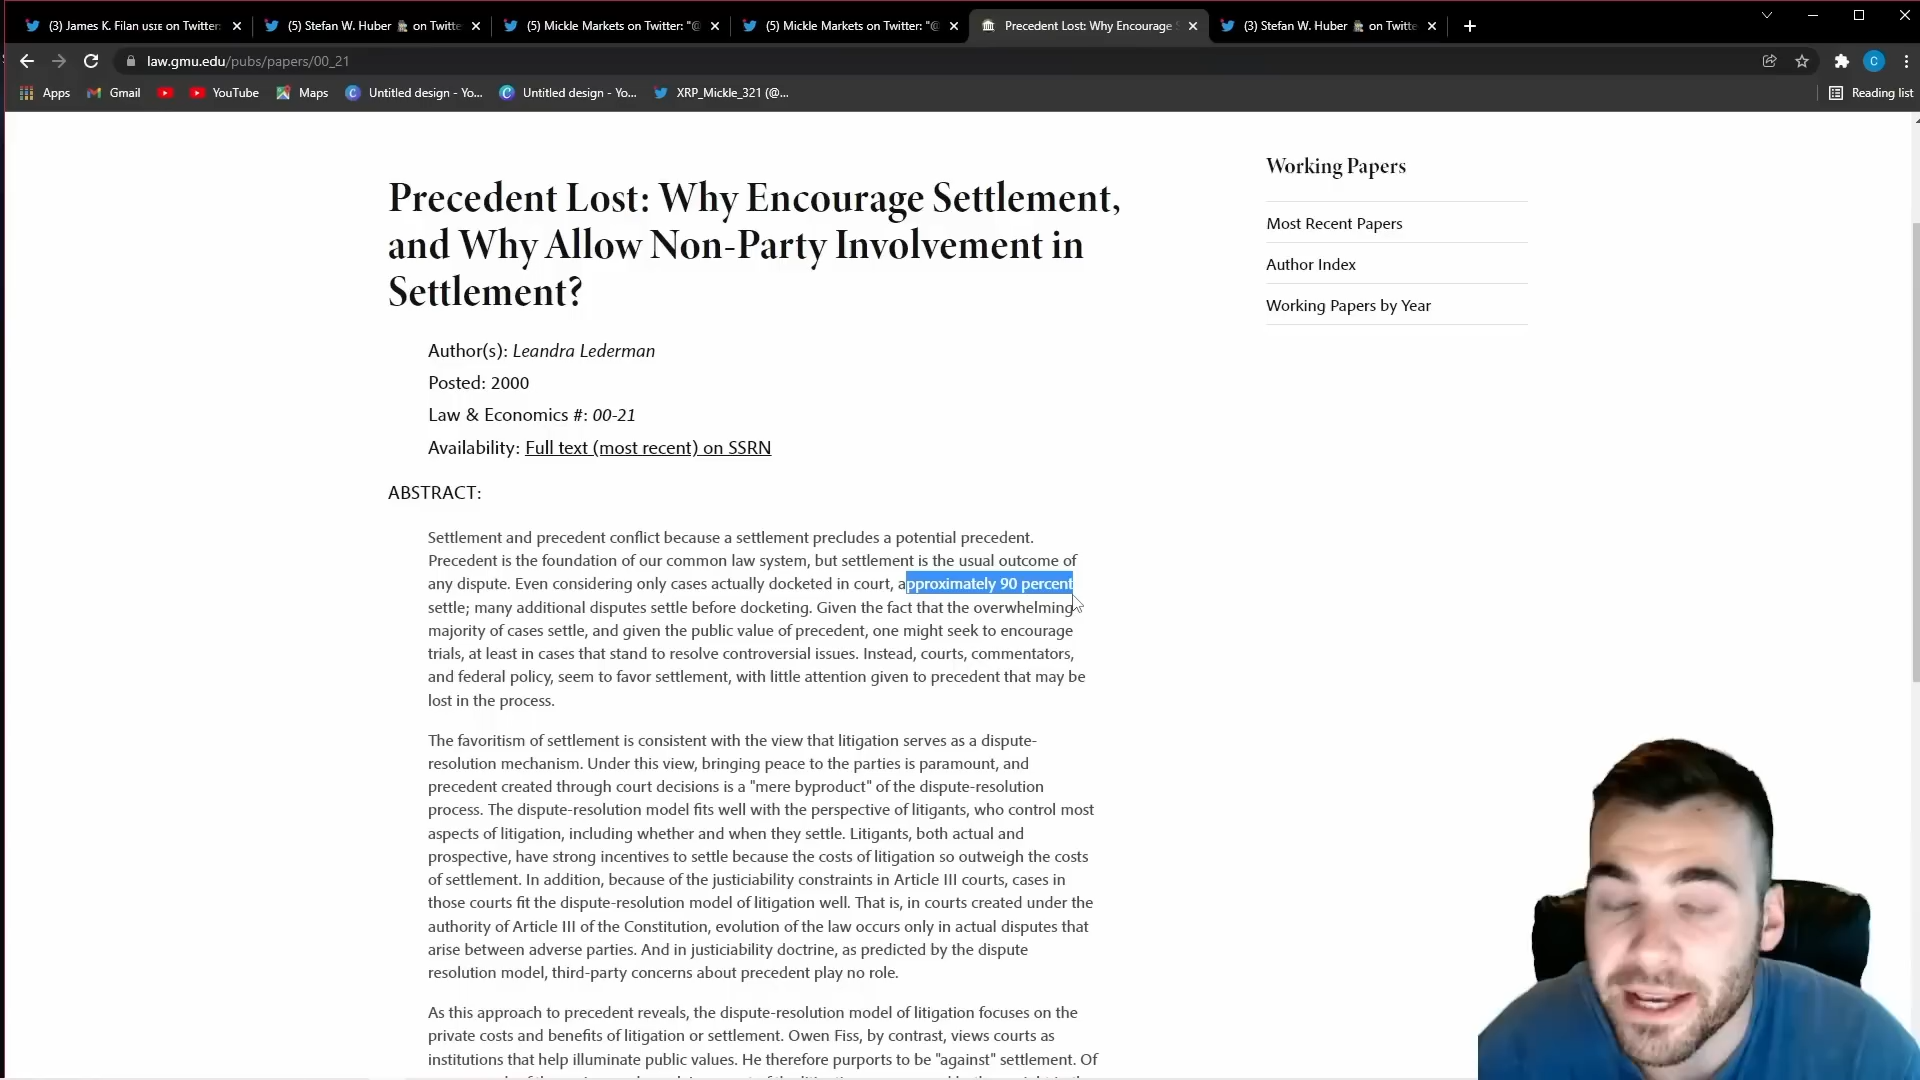 (3) James K. Filan on Twitter:
(5) Stefan W. Huber on Twitte
(5) Mickle Markets on Twitter: "@
(5) Mickle Markets on Twitter: "@
Precedent Lost: Why Encourage S
(3) Stefan W. Huber on Twitte
law.gmu.edu/pubs/papers/00_21
C
Apps
Gmail
YouTube
Maps
Untitled design - Yo...
Untitled design - Yo...
XRP_Mickle_321 (@...
Reading list
Precedent Lost: Why Encourage Settlement,
and Why Allow Non-Party Involvement in
Settlement?
Author(s): Leandra Lederman
Posted: 2000
Law & Economics #: 00-21
Availability: Full text (most recent) on SSRN
ABSTRACT:
Settlement and precedent conflict because a settlement precludes a potential precedent.
Precedent is the foundation of our common law system, but settlement is the usual outcome of
any dispute. Even considering only cases actually docketed in court, approximately 90 percent
settle; many additional disputes settle before docketing. Given the fact that the overwhelming
majority of cases settle, and given the public value of precedent, one might seek to encourage
trials, at least in cases that stand to resolve controversial issues. Instead, courts, commentators,
and federal policy, seem to favor settlement, with little attention given to precedent that may be
lost in the process.
The favoritism of settlement is consistent with the view that litigation serves as a dispute-
resolution mechanism. Under this view, bringing peace to the parties is paramount, and
precedent created through court decisions is a "mere byproduct" of the dispute-resolution
process. The dispute-resolution model fits well with the perspective of litigants, who control most
aspects of litigation, including whether and when they settle. Litigants, both actual and
prospective, have strong incentives to settle because the costs of litigation so outweigh the costs
of settlement. In addition, because of the justiciability constraints in Article III courts, cases in
those courts fit the dispute-resolution model of litigation well. That is, in courts created under the
authority of Article III of the Constitution, evolution of the law occurs only in actual disputes that
arise between adverse parties. And in justiciability doctrine, as predicted by the dispute
resolution model, third-party concerns about precedent play no role.
As this approach to precedent reveals, the dispute-resolution model of litigation focuses on the
private costs and benefits of litigation or settlement. Owen Fiss, by contrast, views courts as
institutions that help illuminate public values. He therefore purports to be "against" settlement. Of
Working Papers
Most Recent Papers
Author Index
Working Papers by Year